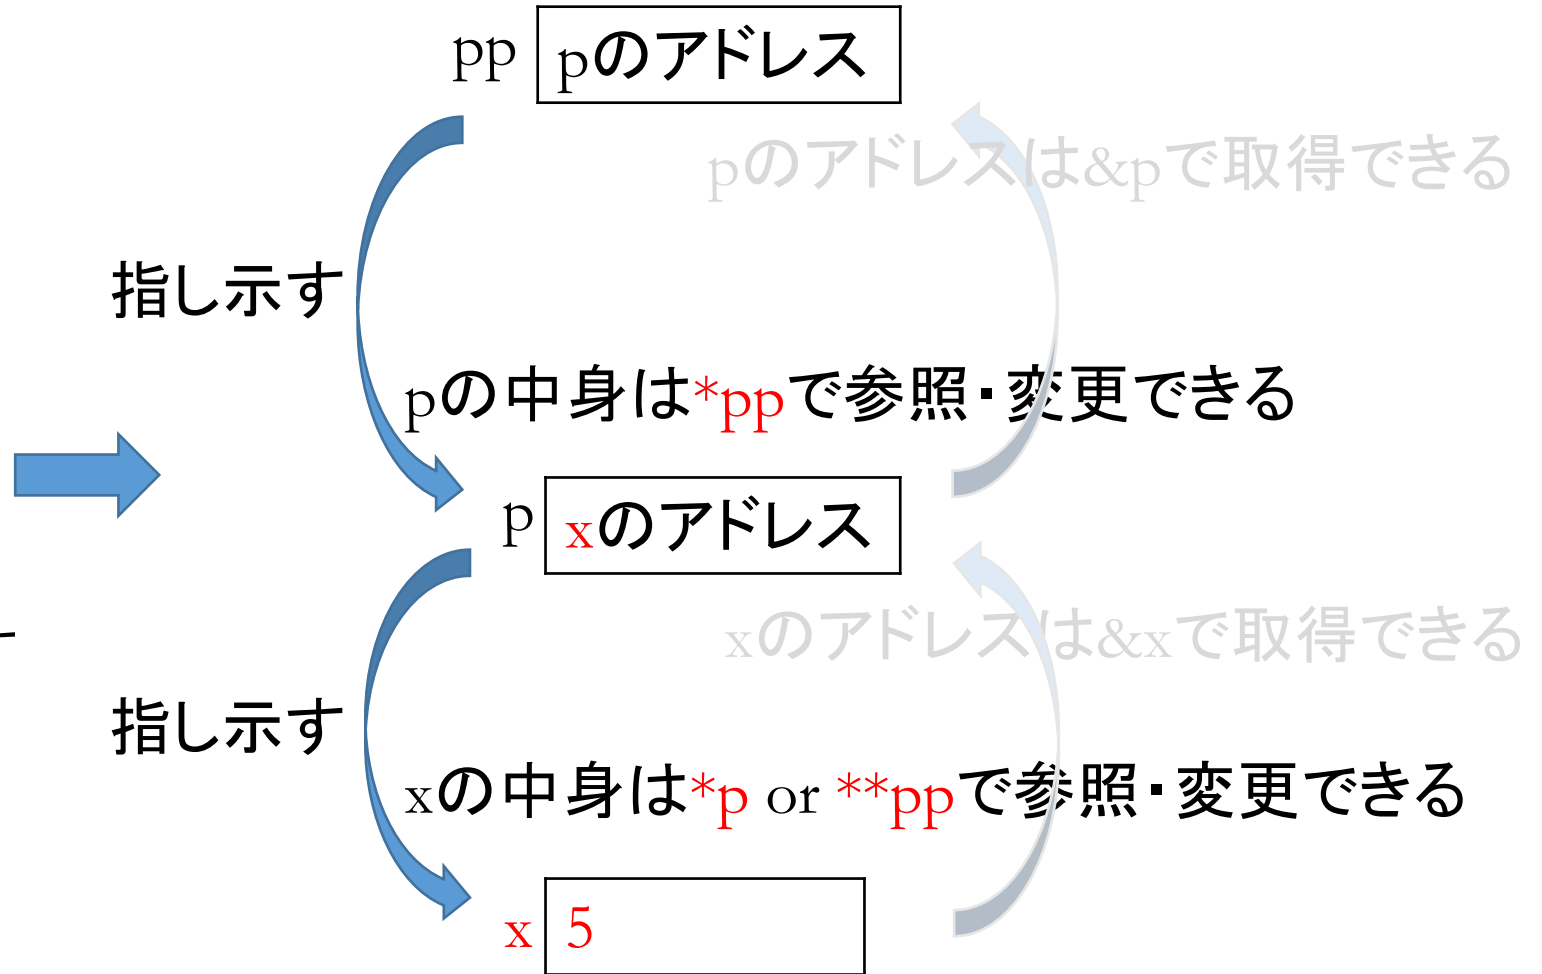 pp pのアドレス
pのアドレスは&pで取得できる
指し示す
pの中身は*ppで参照・変更できる
p xのアドレス
xのアドレスは&xで取得できる
指し示す
xの中身は*p or **ppで参照・変更できる
x 5